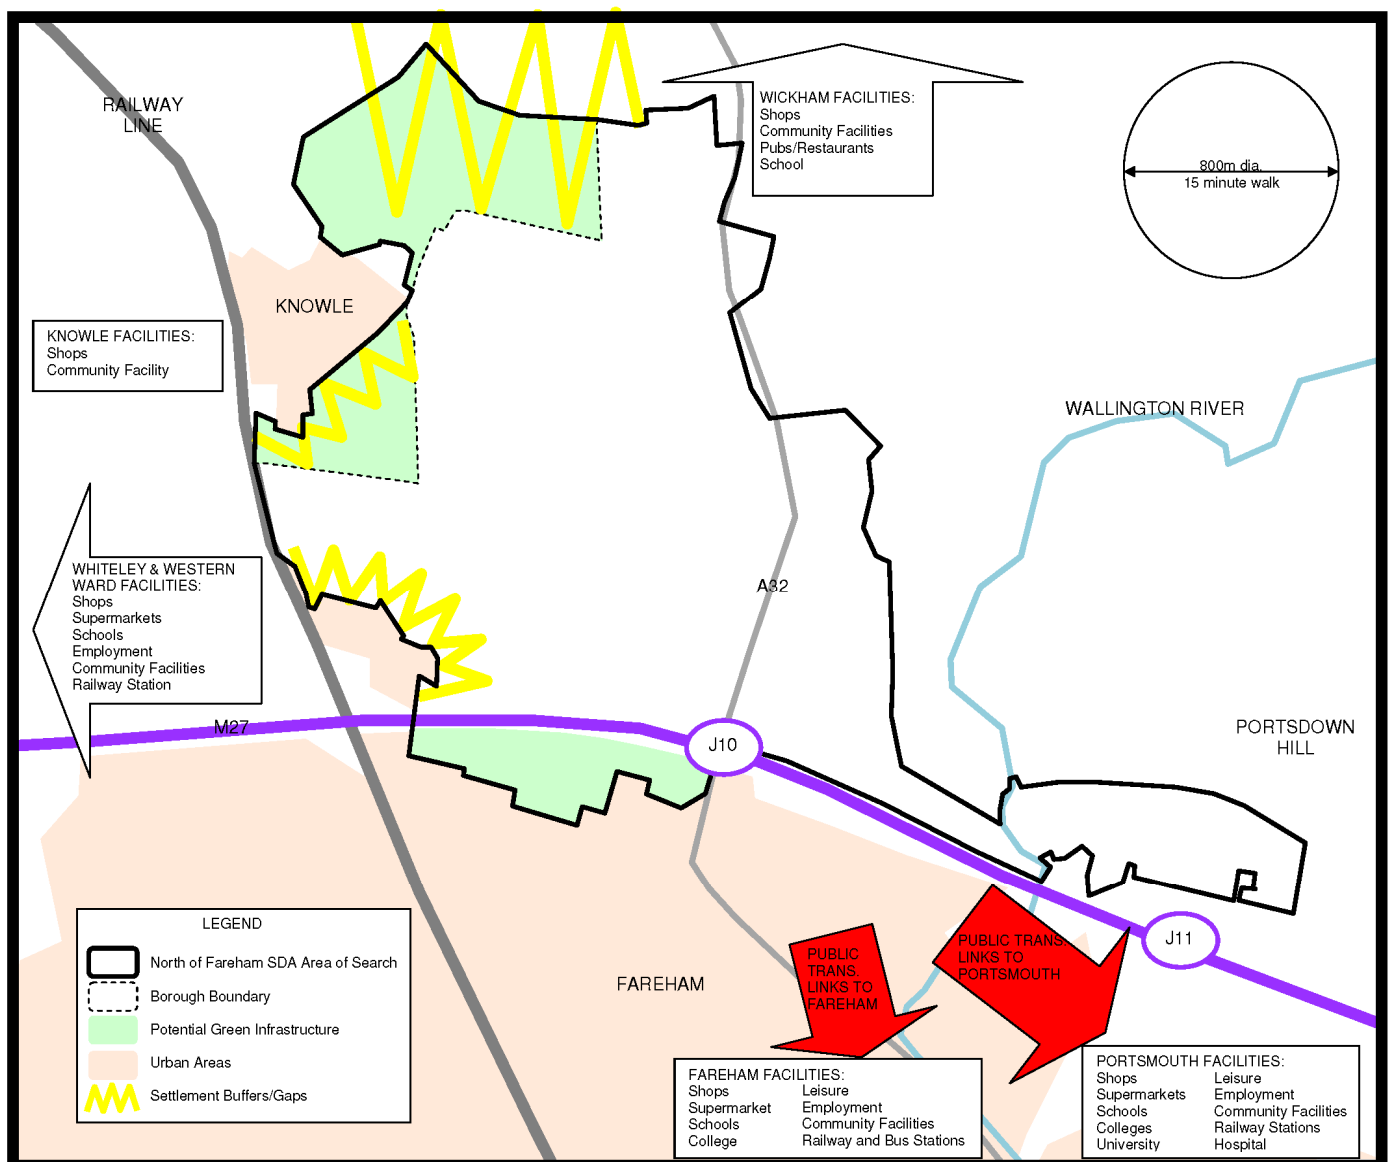 RAILWAY
LINE
WICKHAM FACILITIES:
Shops
Community Facilities
Pubs/Restaurants
School
800m dia.
15 minute walk
KNOWLE
KNOWLE FACILITIES:
Shops
Community Facility
WALLINGTON RIVER
WHITELEY & WESTERN
WARD FACILITIES:
Shops
Supermarkets
Schools
Employment
Community Facilities
Railway Station
A32
M27
J10
PORTSDOWN
HILL
J11
LEGEND
North of Fareham SDA Area of Search
Borough Boundary
Potential Green Infrastructure
Urban Areas
Settlement Buffers/Gaps
FAREHAM
PUBLIC
TRANS.
LINKS TO
FAREHAM
PUBLIC TRANS.
LINKS TO
PORTSMOUTH
FAREHAM FACILITIES:
Shops Leisure
Supermarket Employment
Schools Community Facilities
College Railway and Bus Stations
PORTSMOUTH FACILITIES:
Shops Leisure
Supermarkets Employment
Schools Community Facilities
Colleges Railway Stations
University Hospital